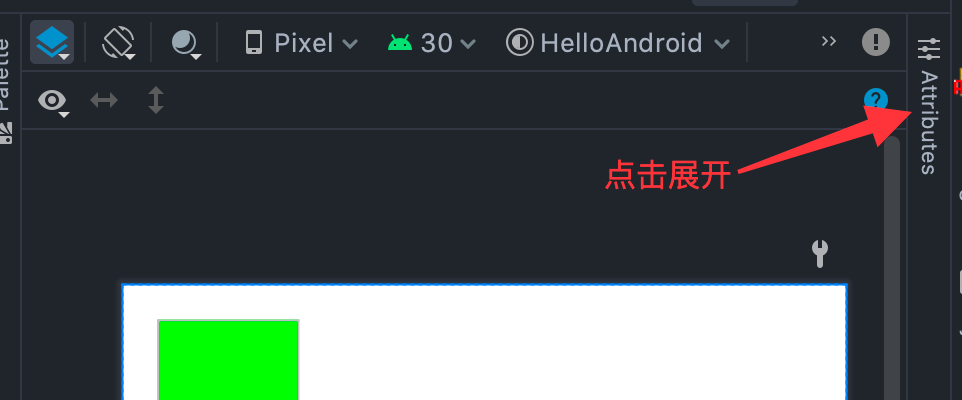 Pixel
30
HelloAndroid
Palette
Attributes
点击展开